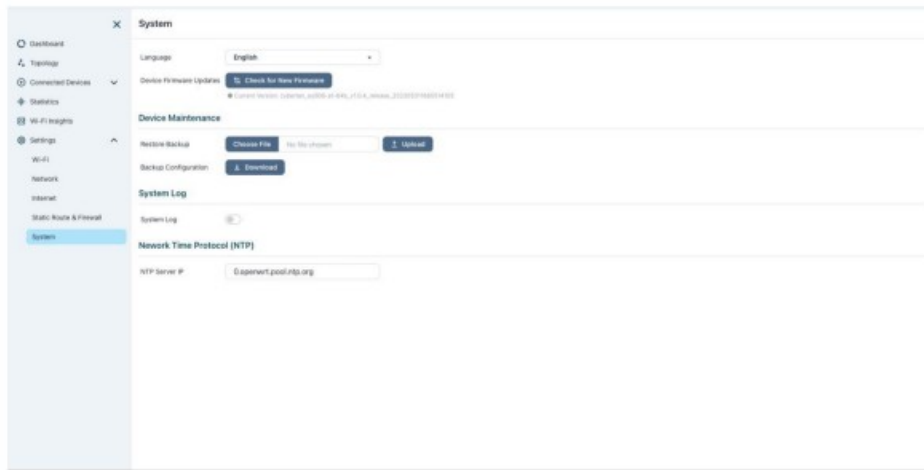 System
Dashboard
Topology
Connected Devices
Statistics
Wi-Fi Insights
Settings
Wi-Fi
Network
Internet
Static Route & Firewall
System
Language
English
Device Firmware Updates
Check for New Firmware
Current Version:
Device Maintenance
Restore Backup
Choose File
No file chosen
Upload
Backup Configuration
Download
System Log
System Log
Nework Time Protocol (NTP)
NTP Server IP
0.openwrt.pool.ntp.org